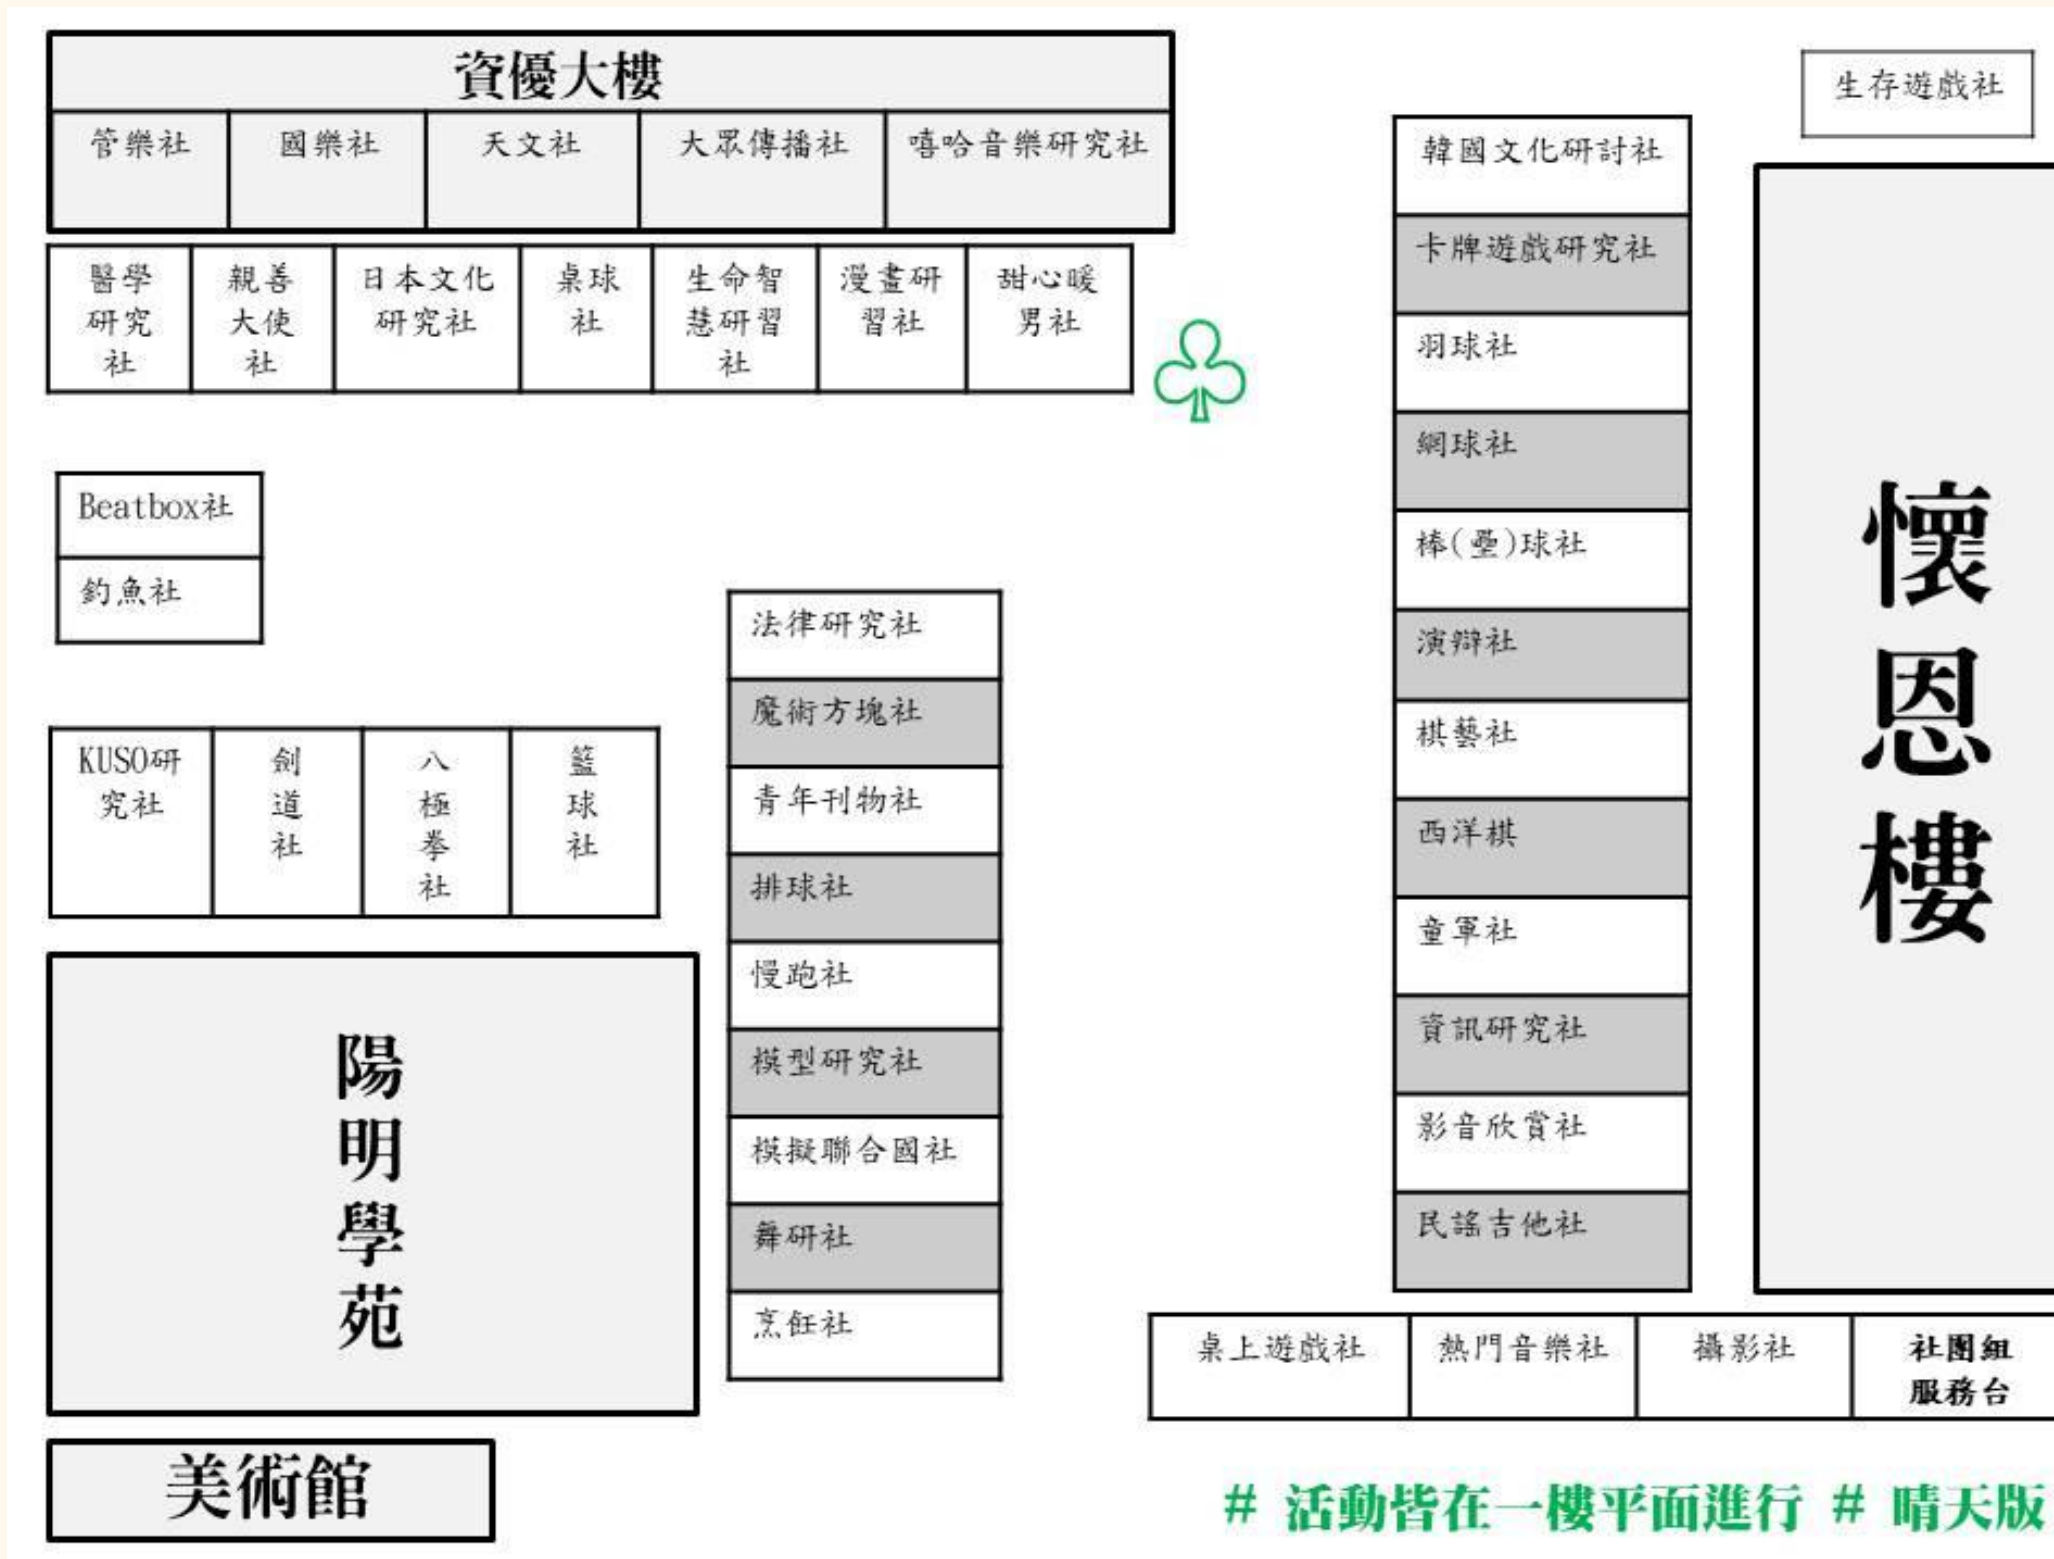 資優大樓
管樂社
國樂社
天文社
大眾傳播社
嘻哈音樂研究社
醫學
研究
社
親善
大使
社
日本文化
研究社
桌球
社
生命智
慧研習
社
漫畫研
習社
甜心暖
男社
Beatbox社
釣魚社
KUSO研
究社
劍
道
社
八
極
拳
社
籃
球
社
陽
明
學
苑
美術館
法律研究社
魔術方塊社
青年刊物社
排球社
慢跑社
模型研究社
模擬聯合國社
舞研社
烹飪社
韓國文化研討社
卡牌遊戲研究社
羽球社
網球社
棒(壘)球社
演辯社
棋藝社
西洋棋
童軍社
資訊研究社
影音欣賞社
民謠吉他社
生存遊戲社
懷
恩
樓
桌上遊戲社
熱門音樂社
攝影社
社團組
服務台
# 活動皆在一樓平面進行 # 晴天版